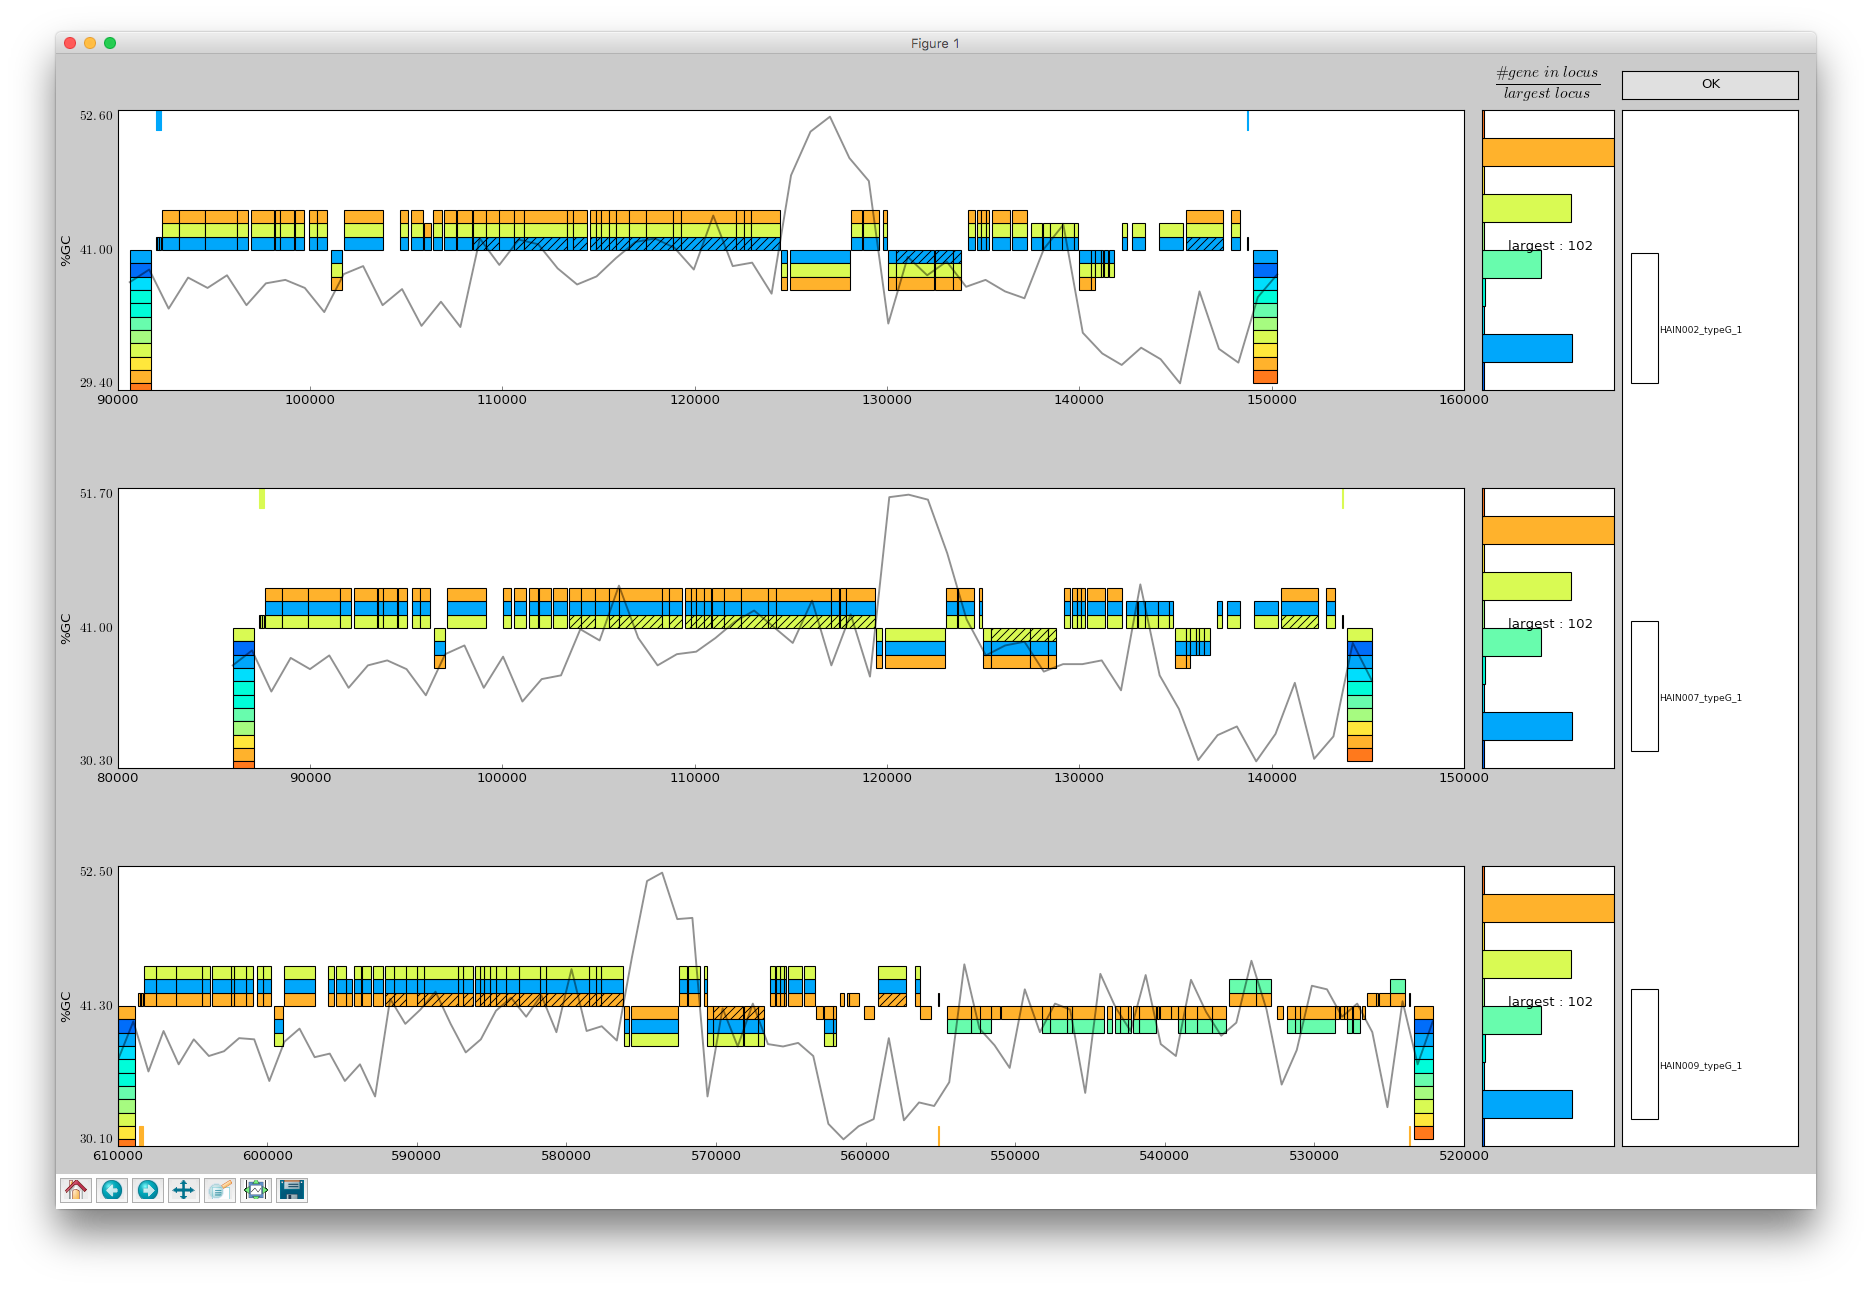 Figure 1
#gene in locus
largest locus
OK
52.60
%GC
41.00
29.40
90000 100000 110000 120000 130000 140000 150000 160000
largest : 102
HAIN002_typeG_1
51.70
%GC
41.00
30.30
80000 90000 100000 110000 120000 130000 140000 150000
largest : 102
HAIN007_typeG_1
52.50
%GC
41.30
30.10
610000 600000 590000 580000 570000 560000 550000 540000 530000 520000
largest : 102
HAIN009_typeG_1